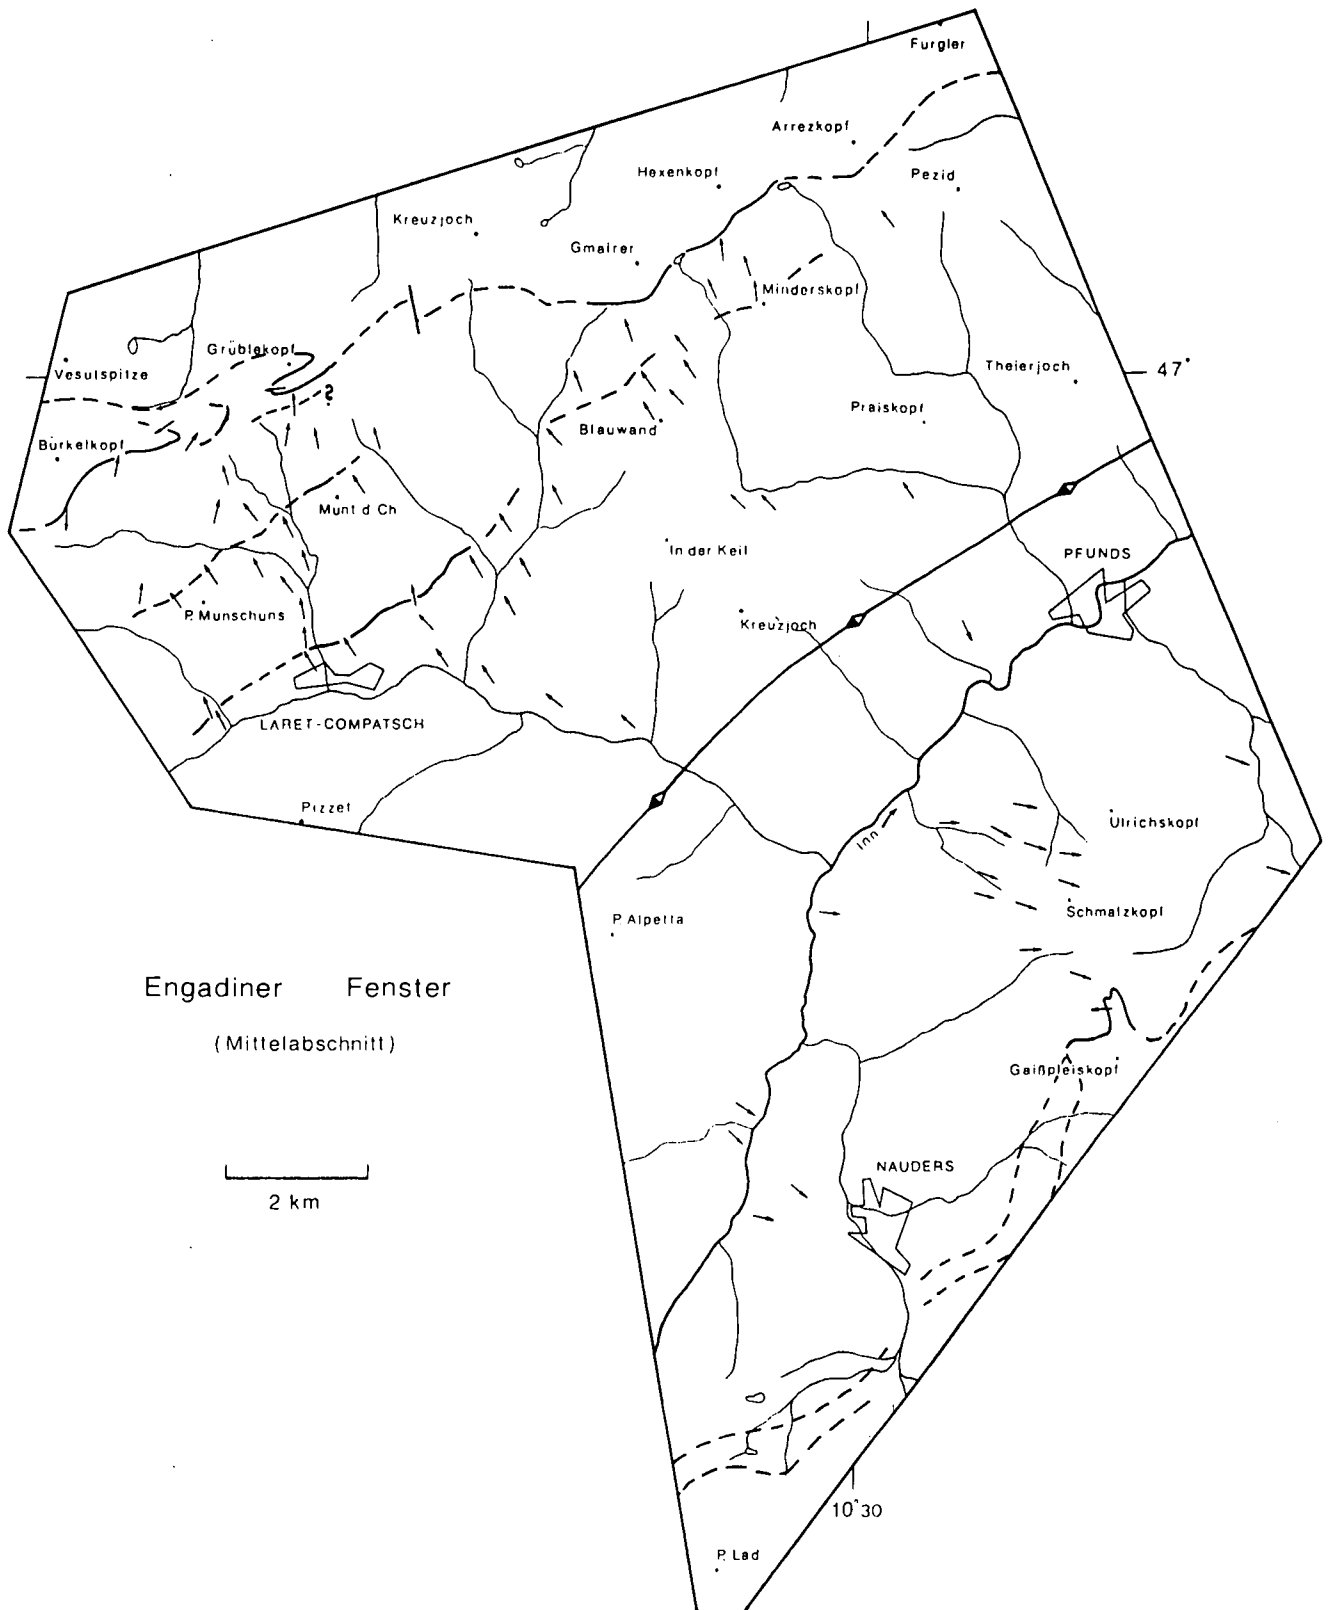 Furgler
Arrezkopf
Hexenkopf
Pezid
Kreuzjoch
Gmairer
Minderskopf
Grüblekopf
Vesulspitze
Theierjoch
47°
?
Praiskopf
Blauwand
Bürkelkopf
Munt d Ch
In der Keil
PFUNDS
P. Munschuns
Kreuzjoch
LARET-COMPATSCH
Pizzet
Inn
Ulrichskopf
P. Alpetta
Schmalzkopf
Engadiner Fenster
(Mittelabschnitt)
Gaißpleiskopf
NAUDERS
2 km
10°30
P. Lad